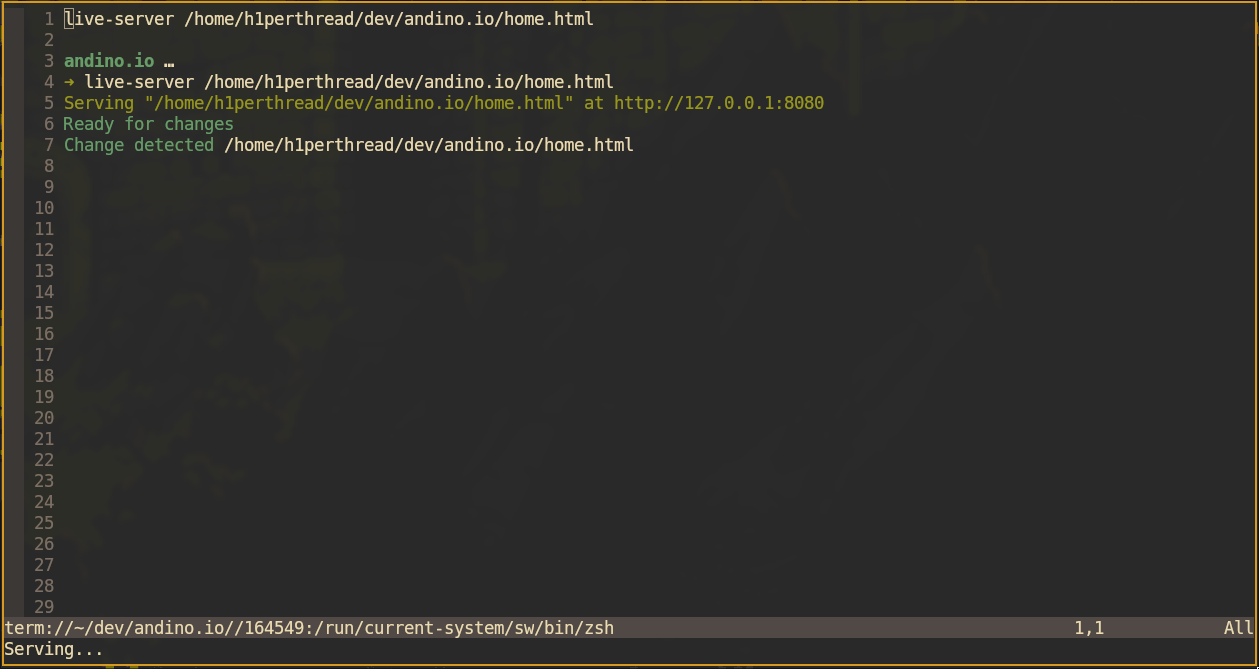 1 live-server /home/h1perthread/dev/andino.io/home.html
2
3 andino.io …
4 → live-server /home/h1perthread/dev/andino.io/home.html
5 Serving "/home/h1perthread/dev/andino.io/home.html" at http://127.0.0.1:8080
6 Ready for changes
7 Change detected /home/h1perthread/dev/andino.io/home.html
8
9
10
11
12
13
14
15
16
17
18
19
20
21
22
23
24
25
26
27
28
29
term://~/dev/andino.io//164549:/run/current-system/sw/bin/zsh 1,1 All
Serving...